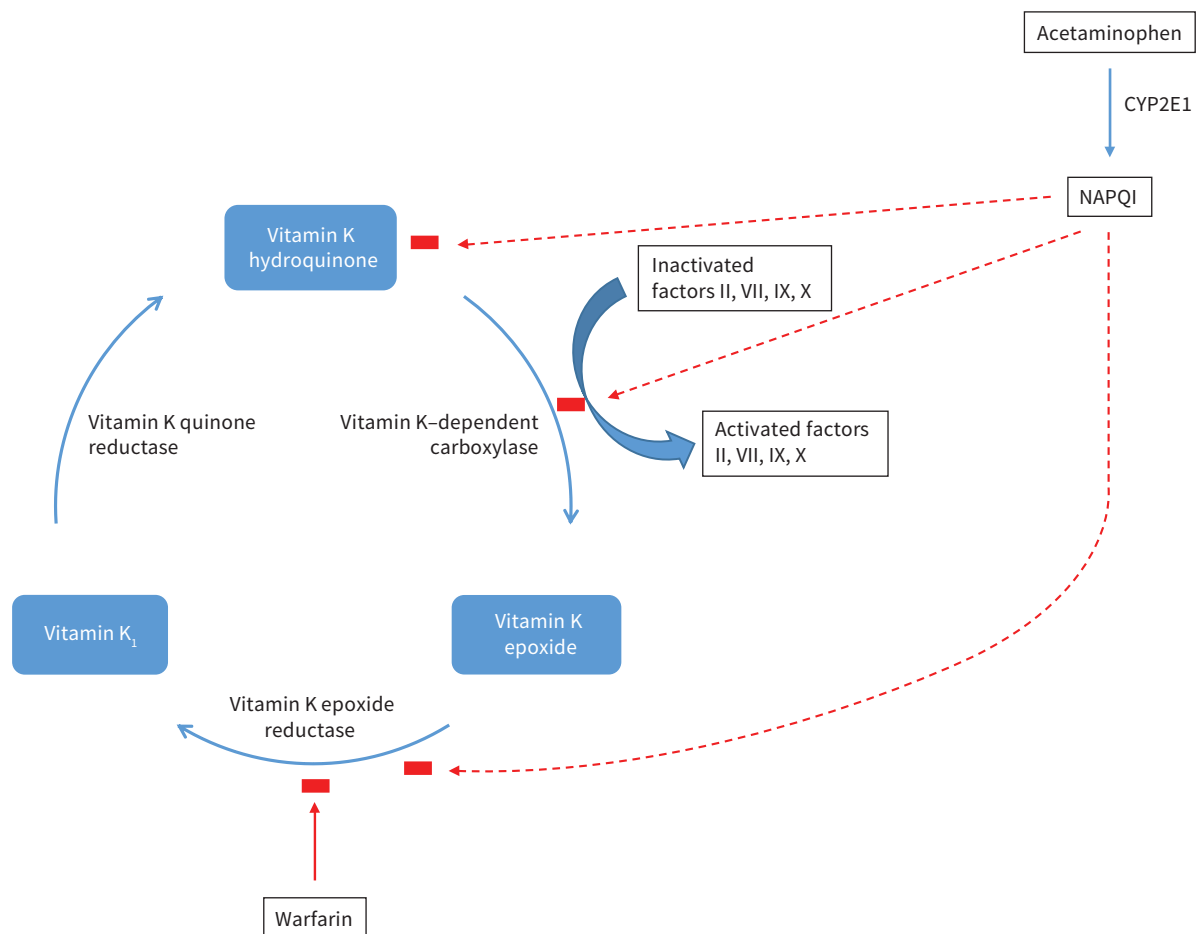 Acetaminophen
CYP2E1
NAPQI
Vitamin K
hydroquinone
Inactivated
factors II, VII, IX, X
Vitamin K quinone
reductase
Vitamin K–dependent
carboxylase
Activated factors
II, VII, IX, X
Vitamin K₁
Vitamin K
epoxide
Vitamin K epoxide
reductase
Warfarin